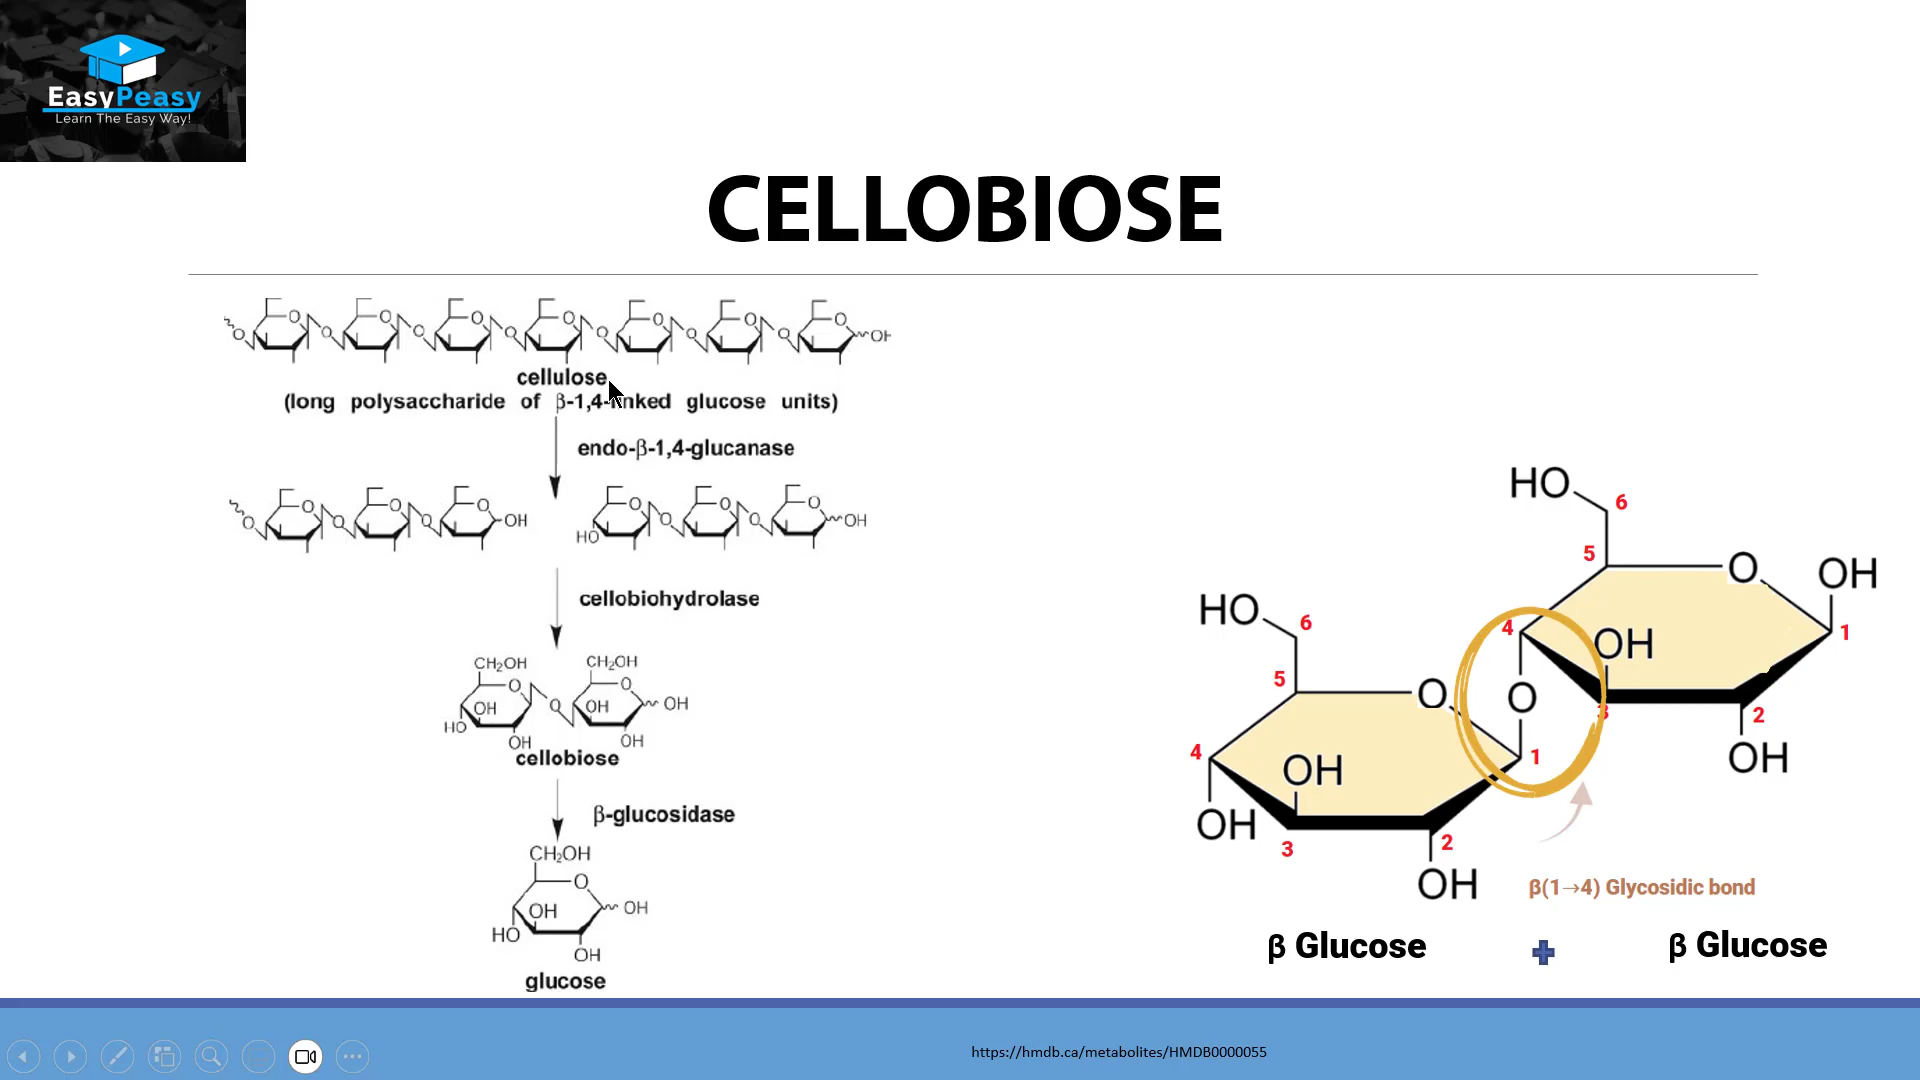 EasyPeasy
Learn The Easy Way!
CELLOBIOSE
O O O O O O O O O O O O O O OH
cellulose
(long polysaccharide of β-1,4-linked glucose units)
endo-β-1,4-glucanase
O O O O O O OH
HO O O O O O OH
cellobiohydrolase
CH₂OH CH₂OH
O O
OH O OH OH
HO
OH OH
cellobiose
β-glucosidase
CH₂OH
O
OH OH
HO
OH
glucose
HO 6
5 O OH
HO 6 4 OH 1
5 O O 3 2
4 OH 1 OH
OH 3 2
OH
β(1→4) Glycosidic bond
β Glucose
β Glucose
https://hmdb.ca/metabolites/HMDB0000055